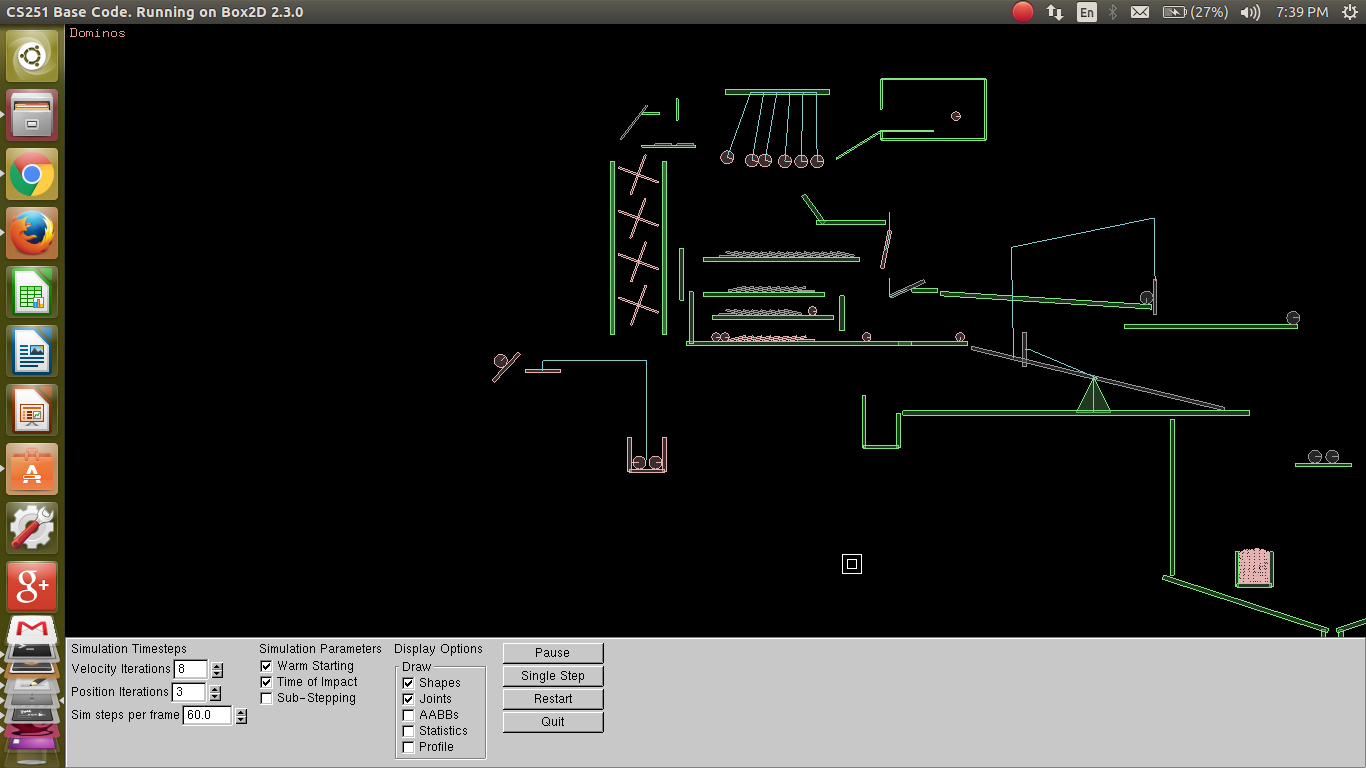 CS251 Base Code. Running on Box2D 2.3.0
En (27%) 7:39 PM
Dominos
Simulation Timesteps
Velocity Iterations 8
Position Iterations 3
Sim steps per frame 60.0
Simulation Parameters
Warm Starting
Time of Impact
Sub-Stepping
Display Options
Draw
Shapes
Joints
AABBs
Statistics
Profile
Pause
Single Step
Restart
Quit
g+